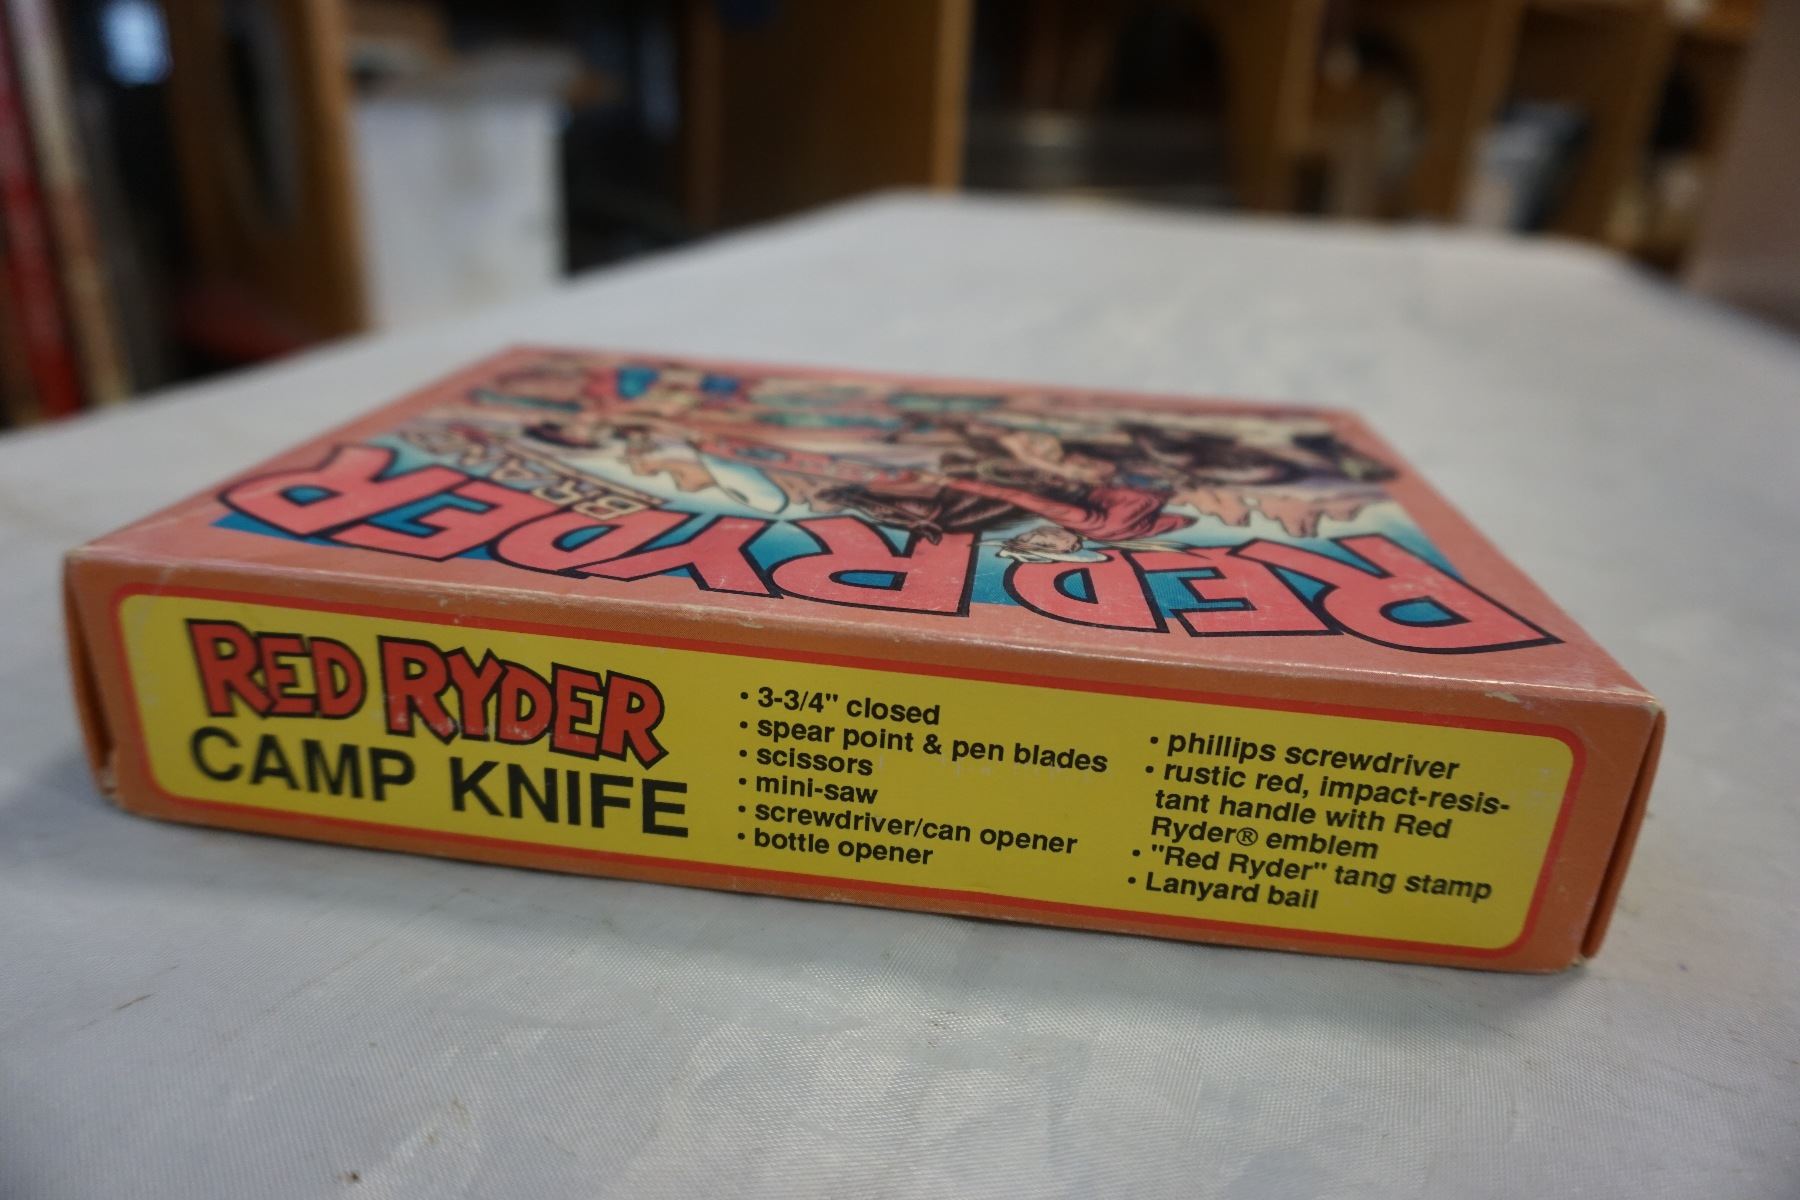 RED RYDER
BRAND
RED RYDER
CAMP KNIFE
• 3-3/4" closed
• spear point & pen blades
• scissors
• mini-saw
• screwdriver/can opener
• bottle opener
• phillips screwdriver
• rustic red, impact-resis-
tant handle with Red
Ryder® emblem
• "Red Ryder" tang stamp
• Lanyard bail